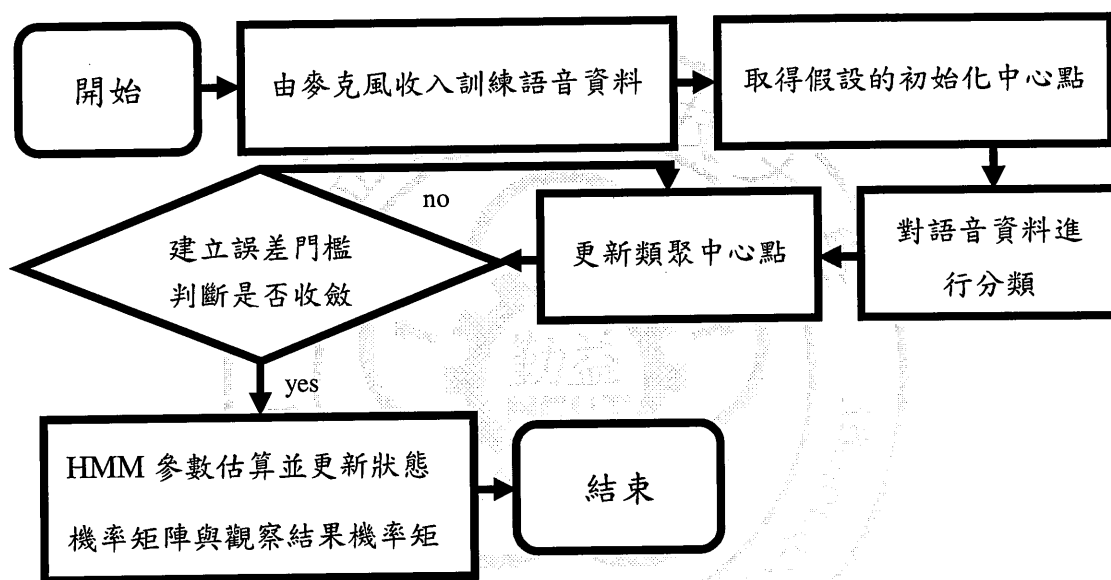 開始
由麥克風收入訓練語音資料
取得假設的初始化中心點
對語音資料進
行分類
更新類聚中心點
no
建立誤差門檻
判斷是否收斂
yes
HMM 參數估算並更新狀態
機率矩陣與觀察結果機率矩
結束
勤益